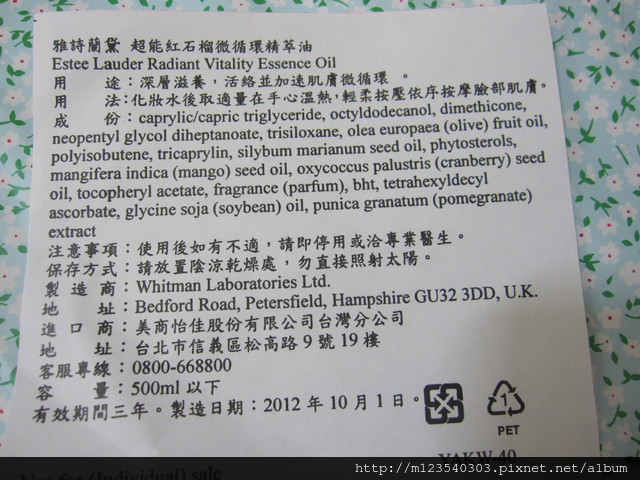 雅詩蘭黛 超能紅石榴微循環精萃油
Estee Lauder Radiant Vitality Essence Oil
用 途：深層滋養，活絡並加速肌膚微循環 。
用 法：化妝水後取適量在手心溫熱，輕柔按壓依序按摩臉部肌膚。
成 份：caprylic/capric triglyceride, octyldodecanol, dimethicone,
neopentyl glycol diheptanoate, trisiloxane, olea europaea (olive) fruit oil,
polyisobutene, tricaprylin, silybum marianum seed oil, phytosterols,
mangifera indica (mango) seed oil, oxycoccus palustris (cranberry) seed
oil, tocopheryl acetate, fragrance (parfum), bht, tetrahexyldecyl
ascorbate, glycine soja (soybean) oil, punica granatum (pomegranate)
extract
注意事項：使用後如有不適，請即停用或洽專業醫生。
保存方式：請放置陰涼乾燥處，勿直接照射太陽。
製 造 商：Whitman Laboratories Ltd.
地 址：Bedford Road, Petersfield, Hampshire GU32 3DD, U.K.
進 口 商：美商怡佳股份有限公司台灣分公司
地 址：台北市信義區松高路 9 號 19 樓
客服專線：0800-668800
容 量：500ml 以下
有效期間三年。製造日期：2012 年 10 月 1 日。
1
PET
YAKW-40
Not for (Individual) sale
http://m123540303.pixnet.net/album